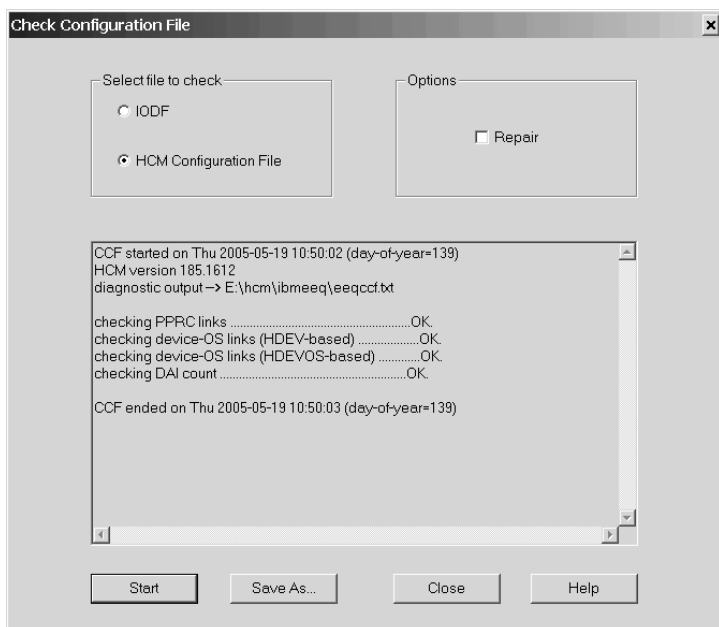 Check Configuration File
Select file to check
IODF
HCM Configuration File
Options
Repair
CCF started on Thu 2005-05-19 10:50:02 (day-of-year=139)
HCM version 185.1612
diagnostic output--> E:\hcm\ibmeeq\eeqccf.txt
checking PPRC links ......................................................OK.
checking device-OS links (HDEV-based) ..................OK.
checking device-OS links (HDEVOS-based) ............OK.
checking DAI count ........................................................OK.
CCF ended on Thu 2005-05-19 10:50:03 (day-of-year=139)
Start
Save As...
Close
Help